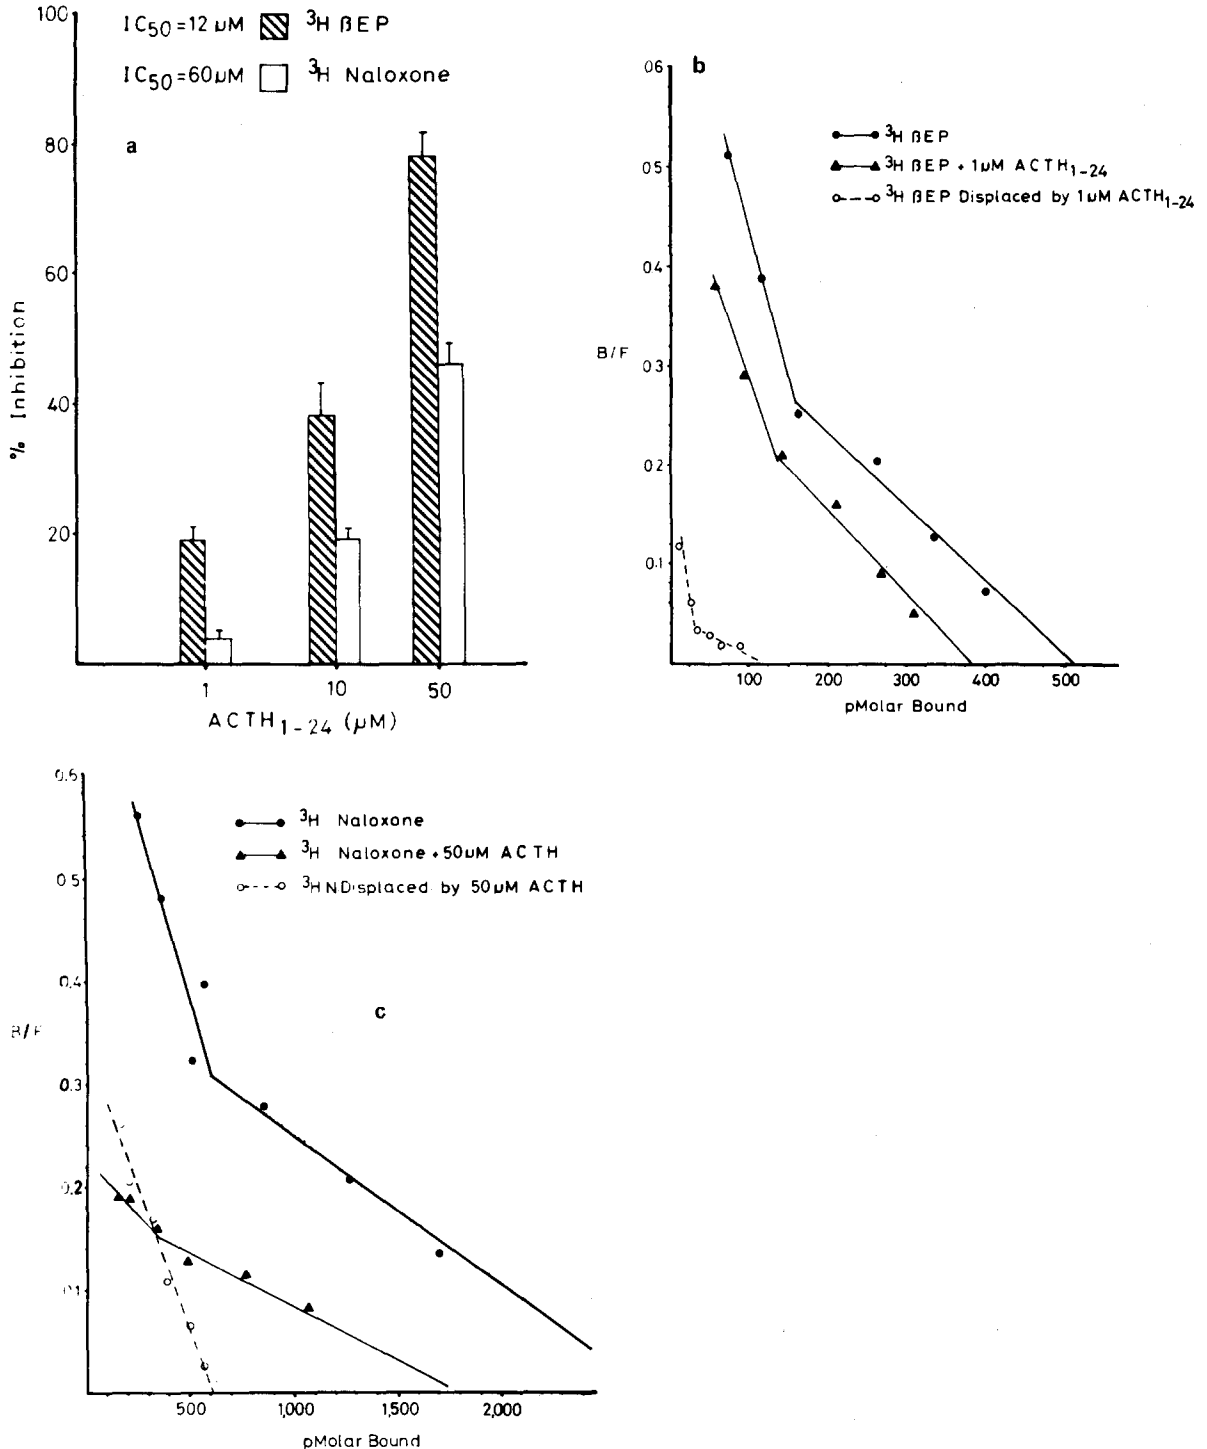 100
80
60
40
20
% Inhibition
IC50=12 µM ³H βEP
IC50=60µM ³H Naloxone
a
1 10 50
ACTH1-24 (µM)
b
06
05
04
03
02
01
B/F
³H βEP
³H βEP + 1µM ACTH1-24
³H βEP Displaced by 1µM ACTH1-24
100 200 300 400 500
pMolar Bound
0.6
0.5
0.4
0.3
0.2
0.1
B/F
³H Naloxone
³H Naloxone + 50µM ACTH
³H N Displaced by 50µM ACTH
c
500 1,000 1,500 2,000
pMolar Bound